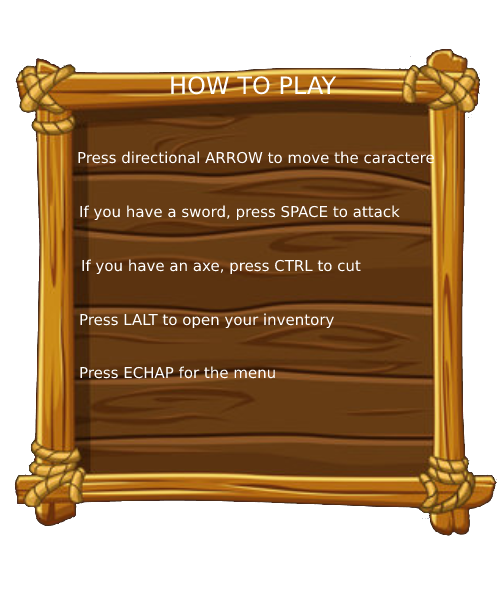 HOW TO PLAY
Press directional ARROW to move the caractere
If you have a sword, press SPACE to attack
If you have an axe, press CTRL to cut
Press LALT to open your inventory
Press ECHAP for the menu